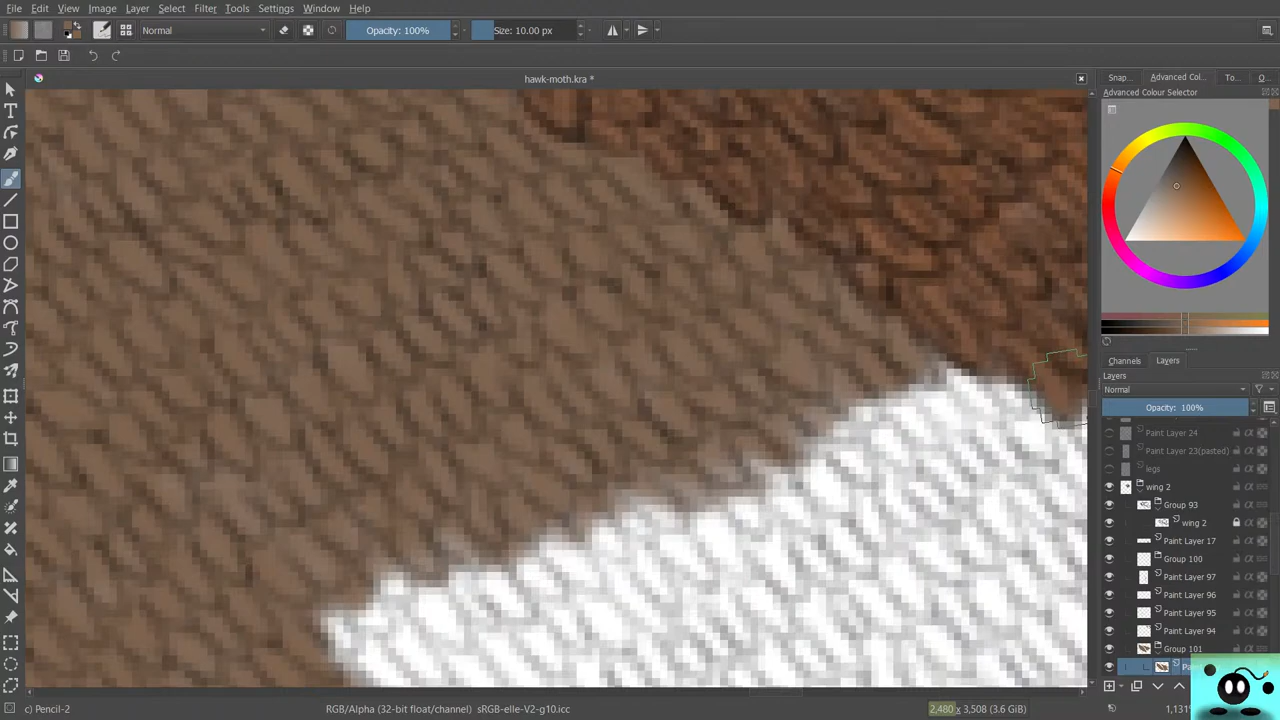 File Edit View Image Layer Select Filter Tools Settings Window Help
Normal Opacity: 100% Size: 10.00 px
hawk-moth.kra *
Snap... Advanced Col... To... O...
Advanced Colour Selector
Channels Layers
Layers
Normal
Opacity: 100%
Paint Layer 24
Paint Layer 23(pasted)
legs
wing 2
Group 93
wing 2
Paint Layer 17
Group 100
Paint Layer 97
Paint Layer 96
Paint Layer 95
Paint Layer 94
Group 101
c) Pencil-2 RGB/Alpha (32-bit float/channel) sRGB-elle-V2-g10.icc 2,480 x 3,508 (3.6 GiB)